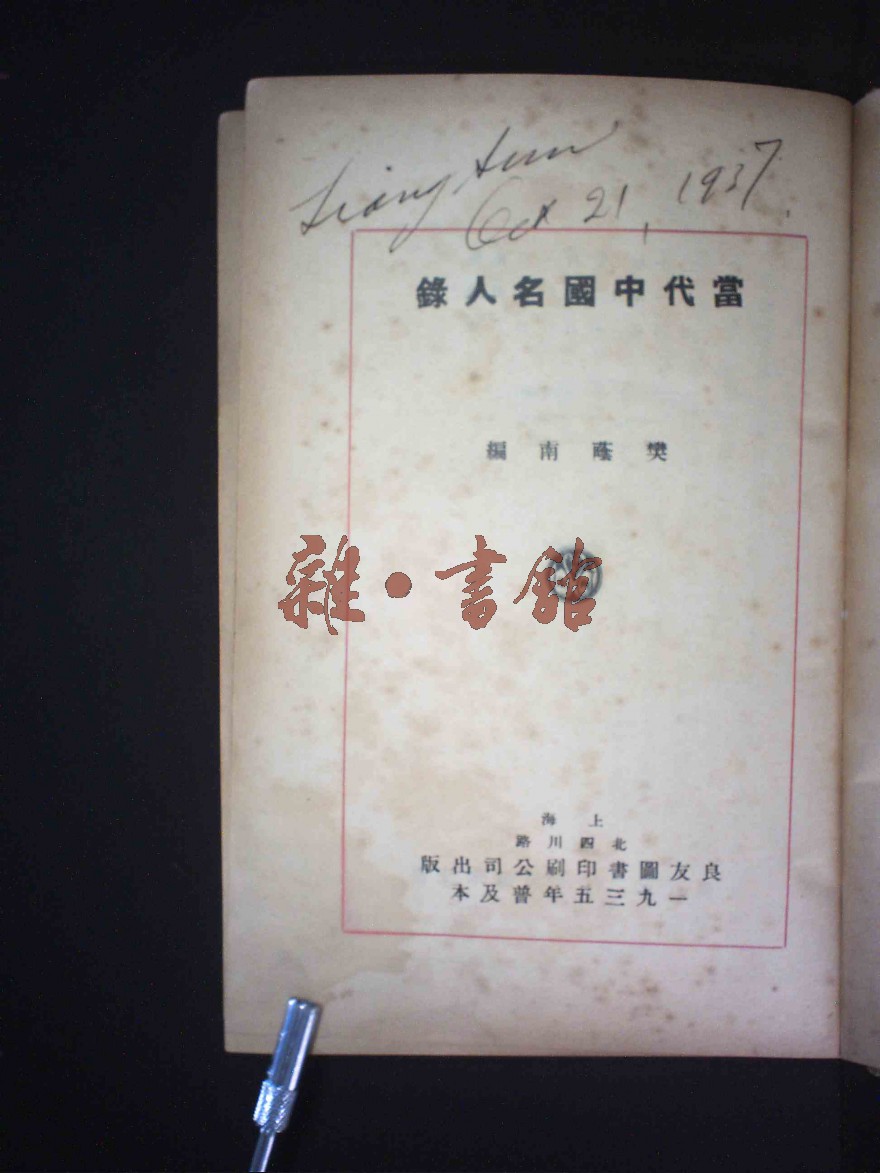 Oct 21, 1937.
當代中國名人錄
樊蔭南編
雜·書館
上海
北四川路
良友圖書印刷公司出版
一九三五年普及本